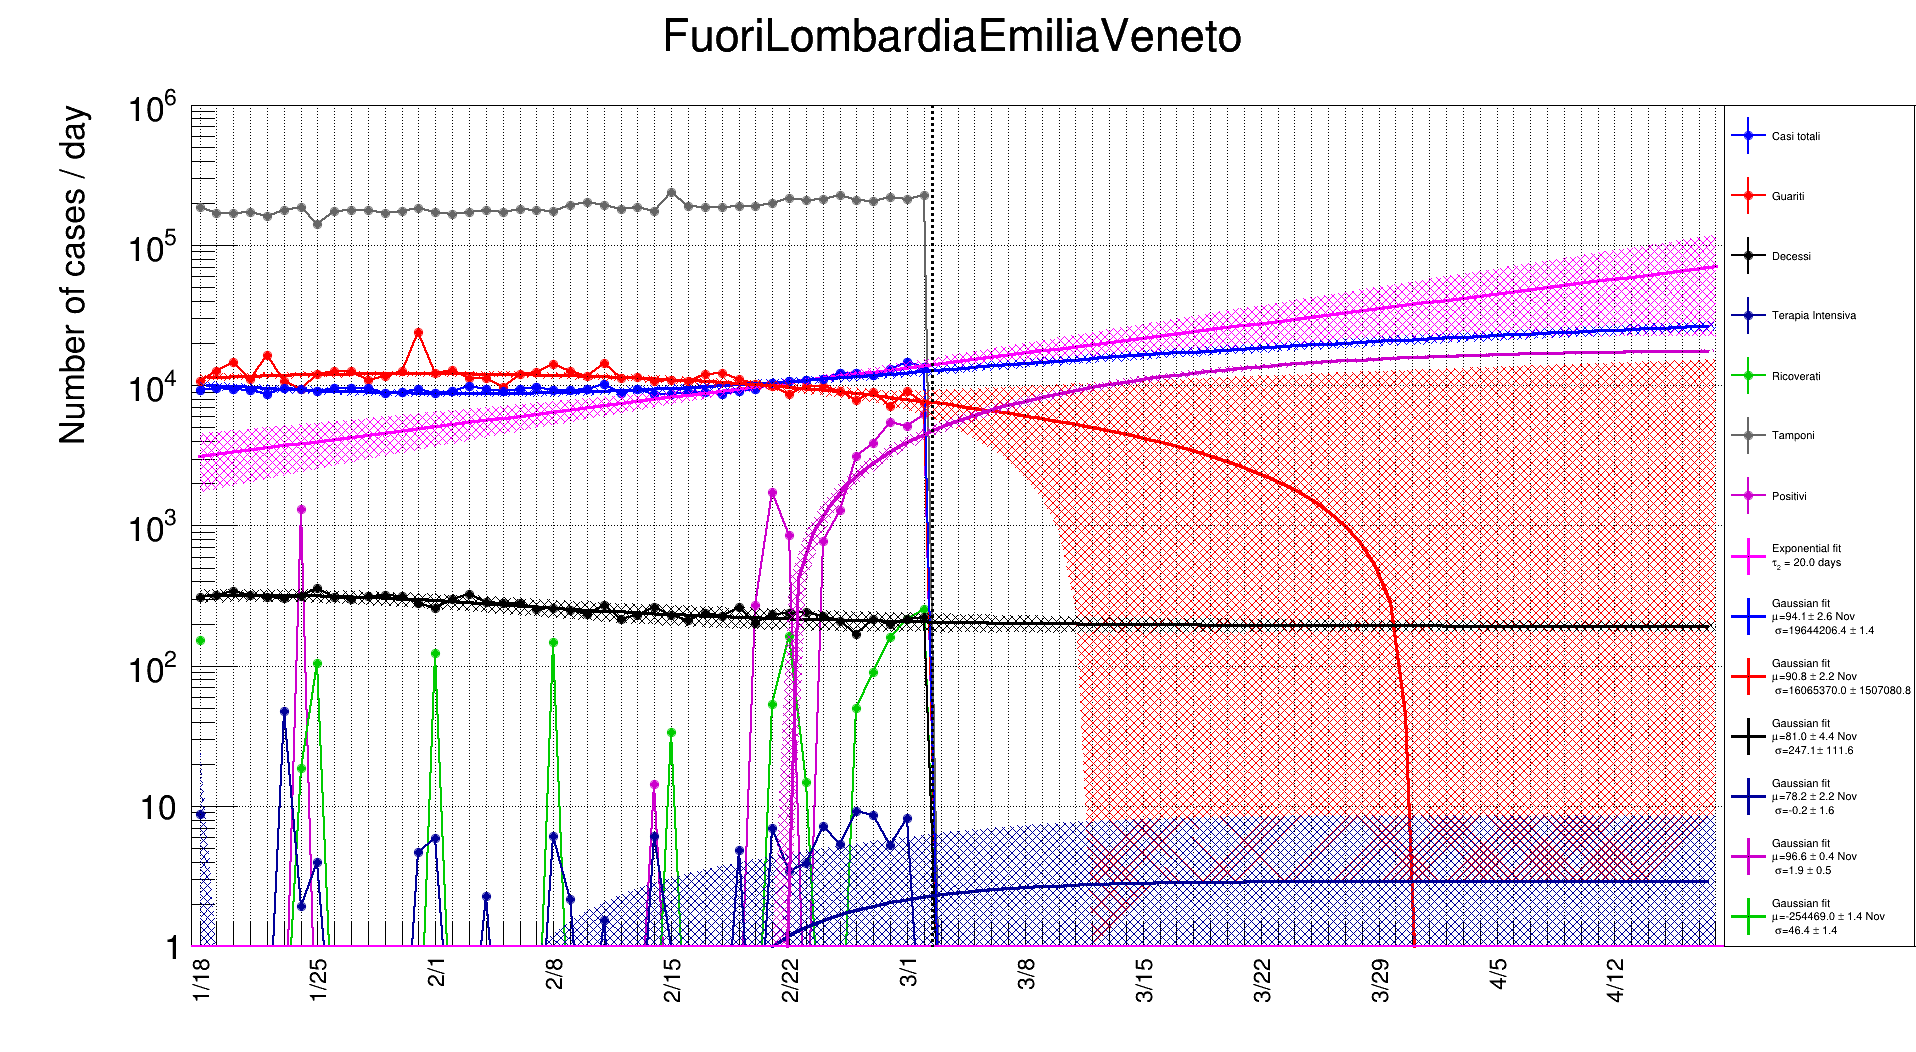 FuoriLombardiaEmiliaVeneto
Number of cases / day
10^6
10^5
10^4
10^3
10^2
10
1
1/18
1/25
2/1
2/8
2/15
2/22
3/1
3/8
3/15
3/22
3/29
4/5
4/12
Casi totali
Guariti
Decessi
Terapia Intensiva
Ricoverati
Tamponi
Positivi
Exponential fit
τ₂ = 20.0 days
Gaussian fit
μ=94.1 ± 2.6 Nov
σ=19644206.4 ± 1.4
Gaussian fit
μ=90.8 ± 2.2 Nov
σ=16065370.0 ± 1507080.8
Gaussian fit
μ=81.0 ± 4.4 Nov
σ=247.1 ± 111.6
Gaussian fit
μ=78.2 ± 2.2 Nov
σ=-0.2 ± 1.6
Gaussian fit
μ=96.6 ± 0.4 Nov
σ=1.9 ± 0.5
Gaussian fit
μ=-254469.0 ± 1.4 Nov
σ=46.4 ± 1.4